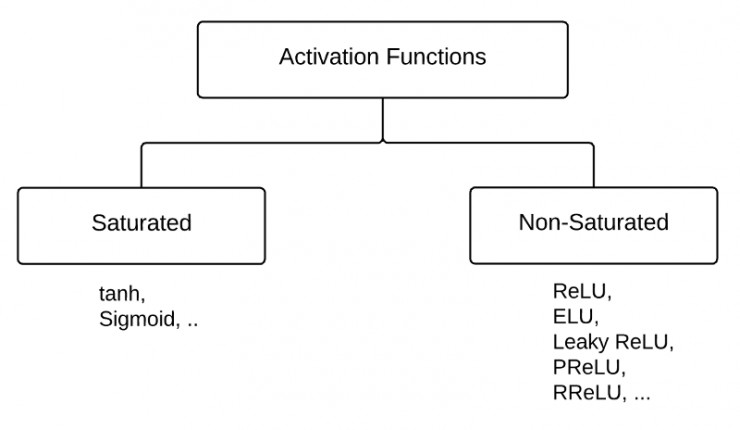 Activation Functions
Saturated
Non-Saturated
tanh,
Sigmoid, ..
ReLU,
ELU,
Leaky ReLU,
PReLU,
RReLU, ...